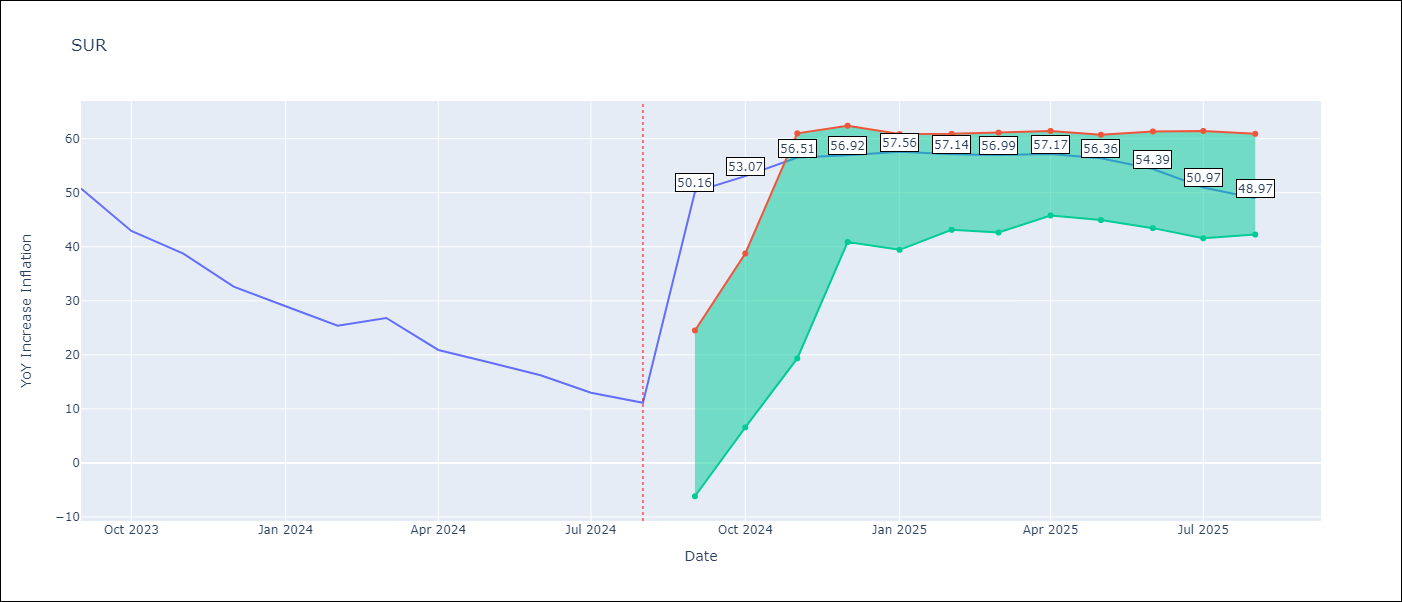 SUR
YoY Increase Inflation
60
50
40
30
20
10
0
−10
50.16
53.07
56.51
56.92
57.56
57.14
56.99
57.17
56.36
54.39
50.97
48.97
Oct 2023
Jan 2024
Apr 2024
Jul 2024
Oct 2024
Jan 2025
Apr 2025
Jul 2025
Date